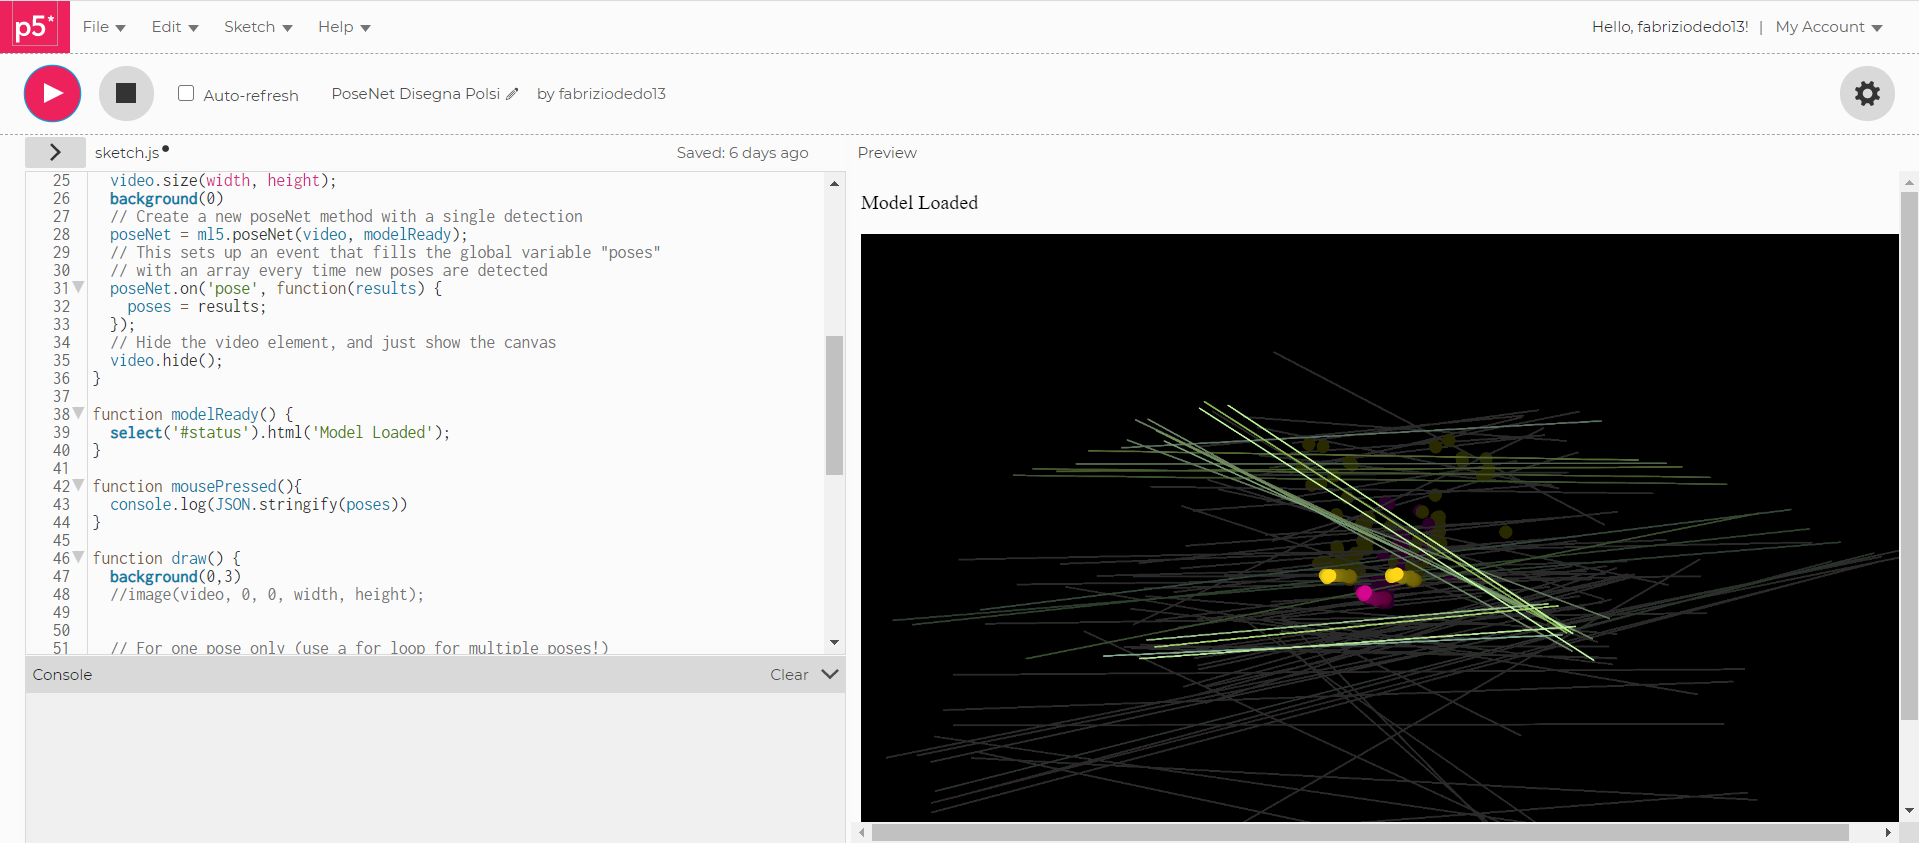 p5*
File Edit Sketch Help Hello, fabriziodedo13! | My Account
Auto-refresh PoseNet Disegna Polsi by fabriziodedo13
sketch.js Saved: 6 days ago Preview
25 video.size(width, height);
26 background(0)
27 // Create a new poseNet method with a single detection
28 poseNet = ml5.poseNet(video, modelReady);
29 // This sets up an event that fills the global variable "poses"
30 // with an array every time new poses are detected
31 poseNet.on('pose', function(results) {
32 poses = results;
33 });
34 // Hide the video element, and just show the canvas
35 video.hide();
36 }
37
38 function modelReady() {
39 select('#status').html('Model Loaded');
40 }
41
42 function mousePressed(){
43 console.log(JSON.stringify(poses))
44 }
45
46 function draw() {
47 background(0,3)
48 //image(video, 0, 0, width, height);
49
50
51 // For one pose only (use a for loop for multiple poses!)
Console Clear
Model Loaded